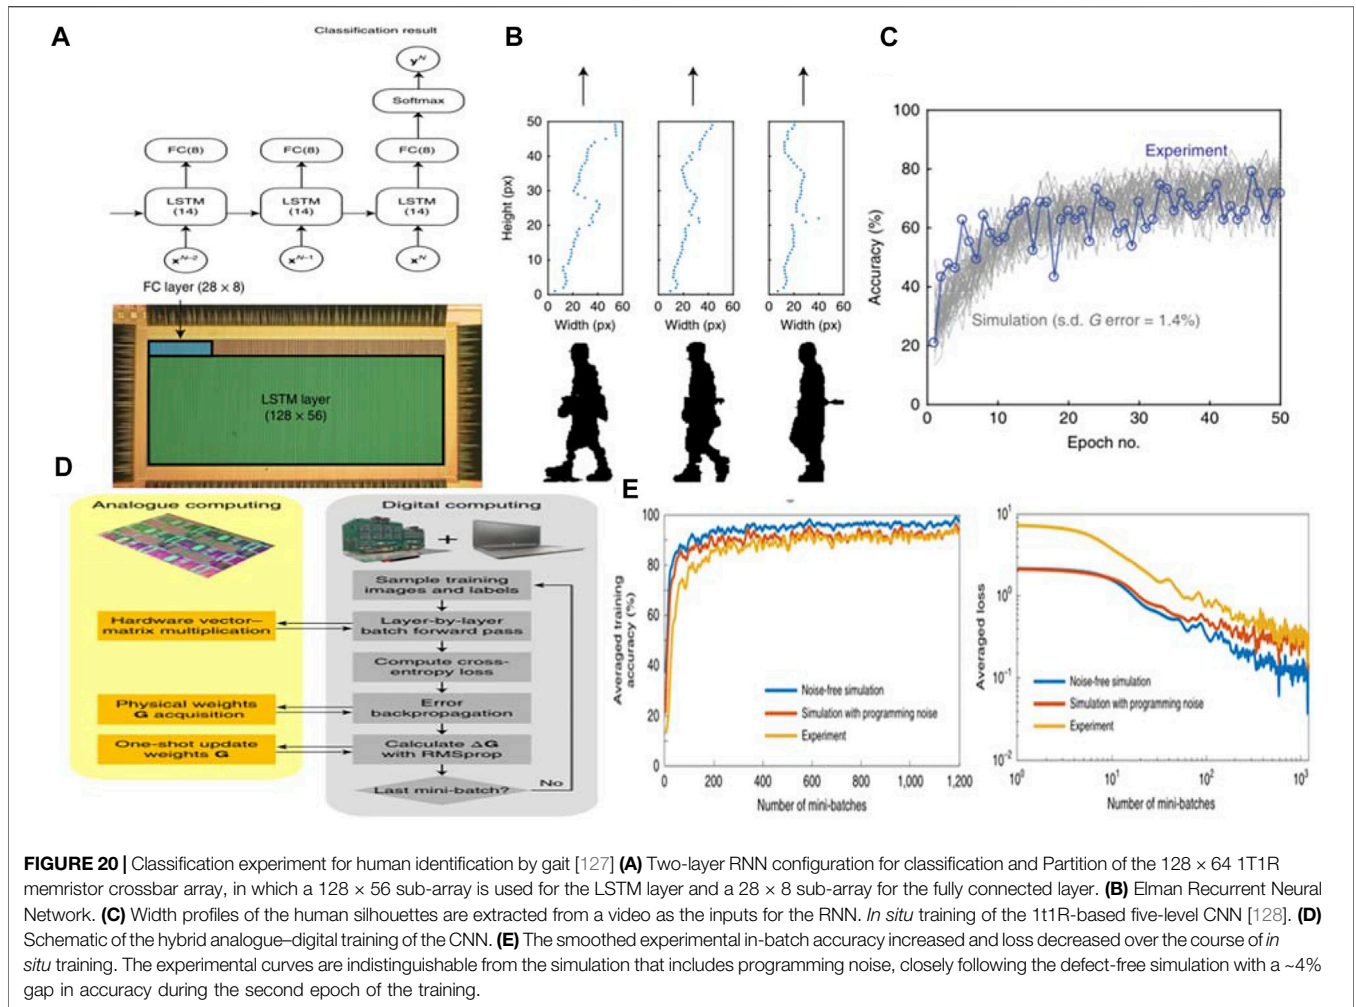 A
Classification result
y^N
Softmax
FC(8)
FC(8)
FC(8)
LSTM
(14)
LSTM
(14)
LSTM
(14)
x^N-2
x^N-1
x^N
FC layer (28 × 8)
LSTM layer
(128 × 56)
B
Height (px)
50
40
30
20
10
0
0 20 40 60
0 20 40 60
0 20 40 60
Width (px)
Width (px)
Width (px)
C
Accuracy (%)
100
80
60
40
20
0
Experiment
Simulation (s.d. G error = 1.4%)
0 10 20 30 40 50
Epoch no.
D
Analogue computing
Digital computing
+
Sample training
images and labels
Hardware vector–
matrix multiplication
Layer-by-layer
batch forward pass
Compute cross-
entropy loss
Physical weights
G acquisition
Error
backpropagation
One-shot update
weights G
Calculate ΔG
with RMSprop
Last mini-batch?
No
E
Averaged training
accuracy (%)
100
80
60
40
20
0
Noise-free simulation
Simulation with programming noise
Experiment
0 200 400 600 800 1,000 1,200
Number of mini-batches
Averaged loss
10^1
10^0
10^-1
10^-2
Noise-free simulation
Simulation with programming noise
Experiment
10^0 10^1 10^2 10^3
Number of mini-batches
FIGURE 20 | Classification experiment for human identification by gait [127] (A) Two-layer RNN configuration for classification and Partition of the 128 × 64 1T1R
memristor crossbar array, in which a 128 × 56 sub-array is used for the LSTM layer and a 28 × 8 sub-array for the fully connected layer. (B) Elman Recurrent Neural
Network. (C) Width profiles of the human silhouettes are extracted from a video as the inputs for the RNN. In situ training of the 1t1R-based five-level CNN [128]. (D)
Schematic of the hybrid analogue–digital training of the CNN. (E) The smoothed experimental in-batch accuracy increased and loss decreased over the course of in
situ training. The experimental curves are indistinguishable from the simulation that includes programming noise, closely following the defect-free simulation with a ~4%
gap in accuracy during the second epoch of the training.